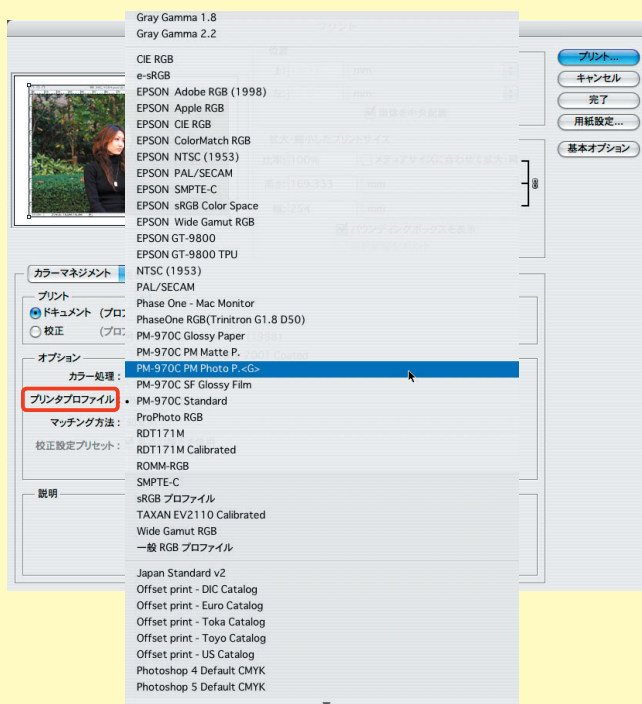 プリント
Gray Gamma 1.8
Gray Gamma 2.2
CIE RGB
e-sRGB
EPSON Adobe RGB (1998)
EPSON Apple RGB
EPSON CIE RGB
EPSON ColorMatch RGB
EPSON NTSC (1953)
EPSON PAL/SECAM
EPSON SMPTE-C
EPSON sRGB Color Space
EPSON Wide Gamut RGB
EPSON GT-9800
EPSON GT-9800 TPU
NTSC (1953)
PAL/SECAM
Phase One - Mac Monitor
PhaseOne RGB(Trinitron G1.8 D50)
PM-970C Glossy Paper
PM-970C PM Matte P.
PM-970C PM Photo P.<G>
PM-970C SF Glossy Film
• PM-970C Standard
ProPhoto RGB
RDT171M
RDT171M Calibrated
ROMM-RGB
SMPTE-C
sRGB プロファイル
TAXAN EV2110 Calibrated
Wide Gamut RGB
一般 RGB プロファイル
Japan Standard v2
Offset print - DIC Catalog
Offset print - Euro Catalog
Offset print - Toka Catalog
Offset print - Toyo Catalog
Offset print - US Catalog
Photoshop 4 Default CMYK
Photoshop 5 Default CMYK
プリント...
キャンセル
完了
用紙設定...
基本オプション
カラーマネジメント
プリント
ドキュメント (プロ
校正 (プロ
オプション
カラー処理：
プリンタプロファイル：
マッチング方法：
校正設定プリセット：
説明